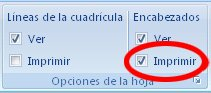 Líneas de la cuadrícula
Ver
Imprimir
Encabezados
Ver
Imprimir
Opciones de la hoja